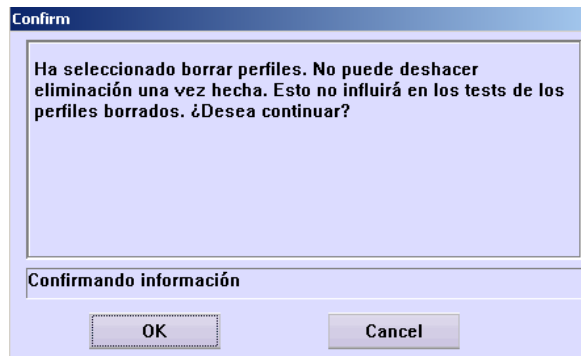 Confirm
Ha seleccionado borrar perfiles. No puede deshacer
eliminación una vez hecha. Esto no influirá en los tests de los
perfiles borrados. ¿Desea continuar?
Confirmando información
OK
Cancel